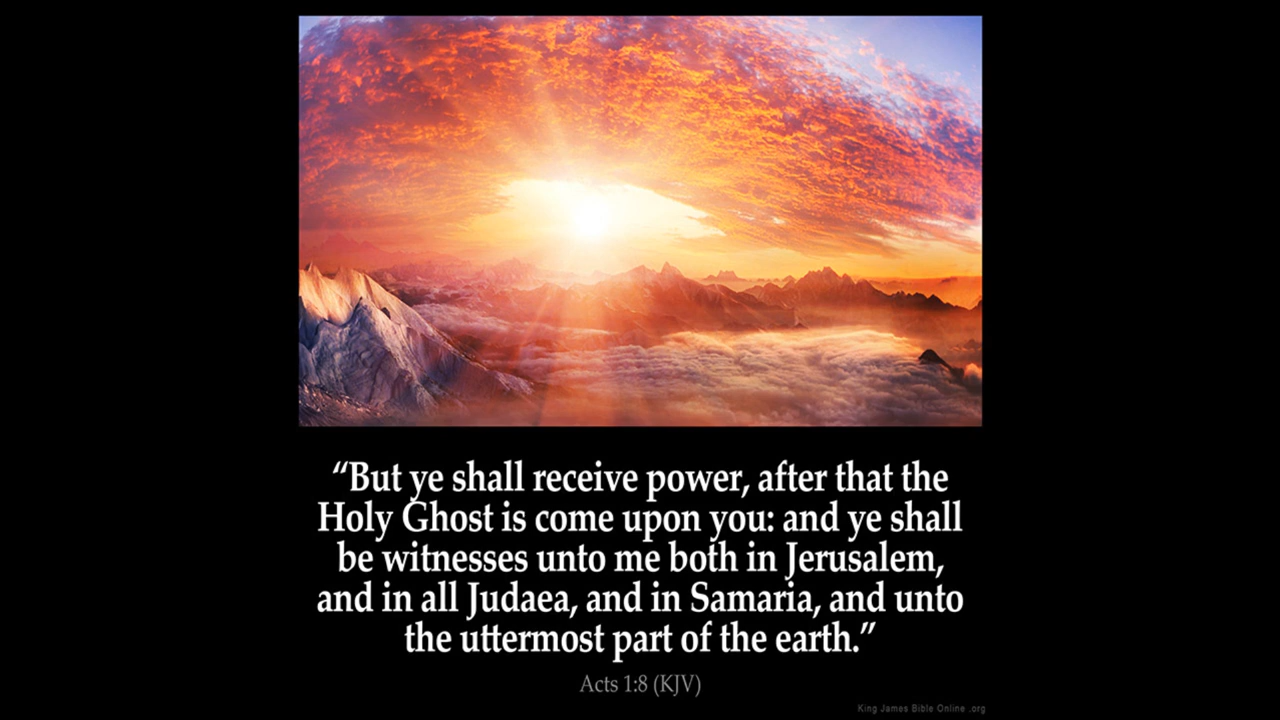 “But ye shall receive power, after that the
Holy Ghost is come upon you: and ye shall
be witnesses unto me both in Jerusalem,
and in all Judaea, and in Samaria, and unto
the uttermost part of the earth.”
Acts 1:8 (KJV)
King James Bible Online .org